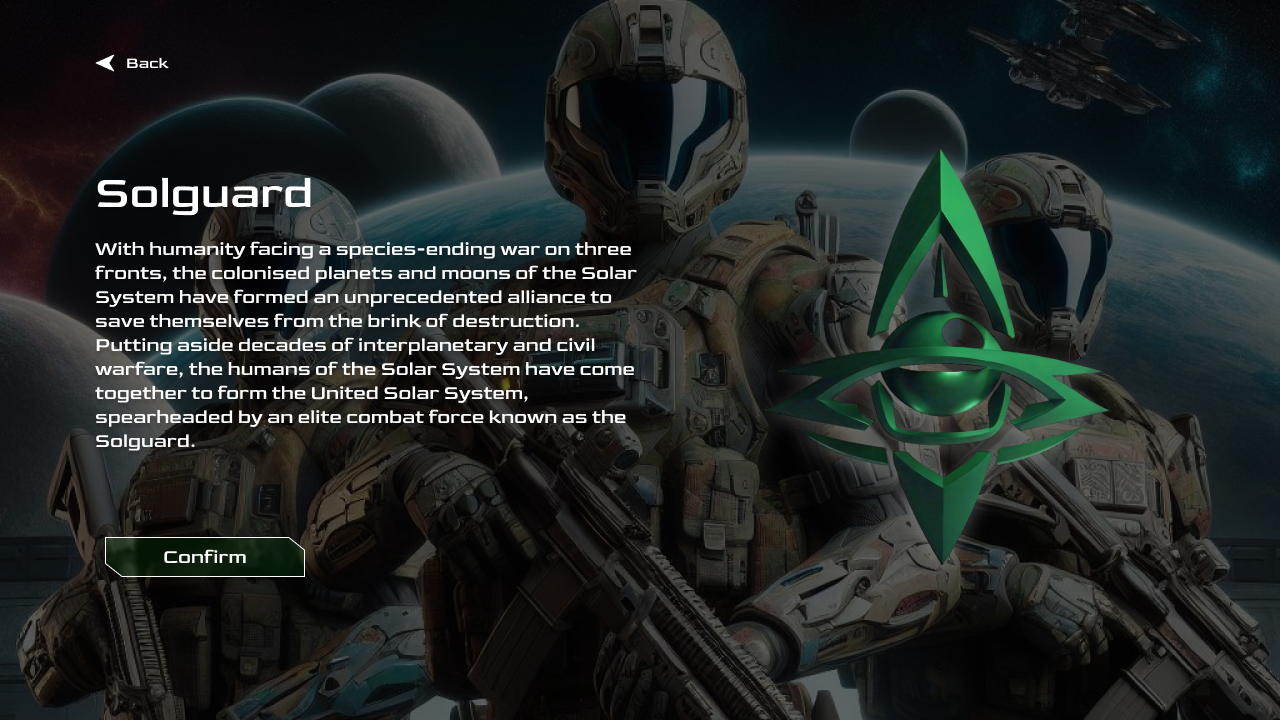 Back
Solguard
With humanity facing a species-ending war on three
fronts, the colonised planets and moons of the Solar
System have formed an unprecedented alliance to
save themselves from the brink of destruction.
Putting aside decades of interplanetary and civil
warfare, the humans of the Solar System have come
together to form the United Solar System,
spearheaded by an elite combat force known as the
Solguard.
Confirm